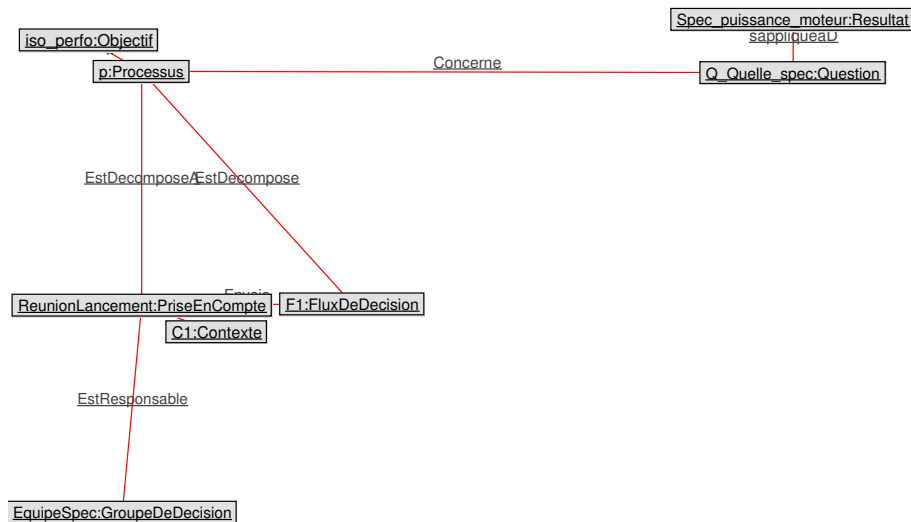 Spec_puissance_moteur:Resultat
iso_perfo:Objectif
sappliqueaD
Concerne
p:Processus
Q_Quelle_spec:Question
EstDecomposeA
EstDecompose
Envoie
ReunionLancement:PriseEnCompte
F1:FluxDeDecision
C1:Contexte
EstResponsable
EquipeSpec:GroupeDeDecision